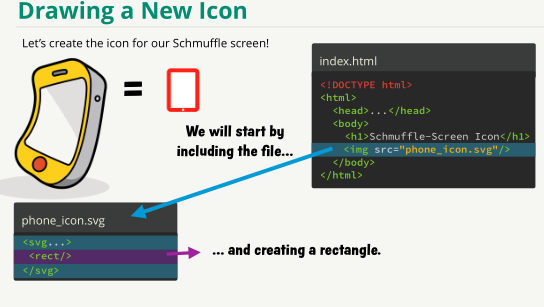 Drawing a New Icon
Let's create the icon for our Schmuffle screen!
=
We will start by
including the file...
index.html
<!DOCTYPE html>
<html>
<head>...</head>
<body>
<h1>Schmuffle-Screen Icon</h1>
<img src="phone_icon.svg"/>
</body>
</html>
phone_icon.svg
<svg...>
<rect/>
</svg>
... and creating a rectangle.